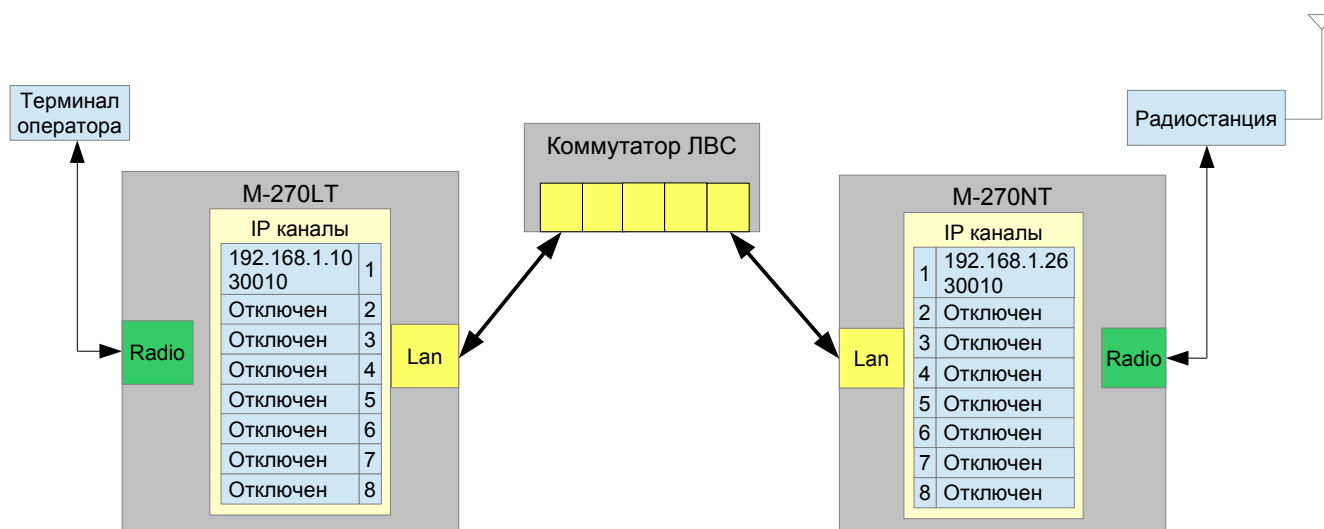 Терминал
оператора
M-270LT
IP каналы
192.168.1.10
30010
1
Отключен 2
Отключен 3
Отключен 4
Отключен 5
Отключен 6
Отключен 7
Отключен 8
Radio
Lan
Коммутатор ЛВС
M-270NT
IP каналы
1
192.168.1.26
30010
2 Отключен
3 Отключен
4 Отключен
5 Отключен
6 Отключен
7 Отключен
8 Отключен
Lan
Radio
Радиостанция